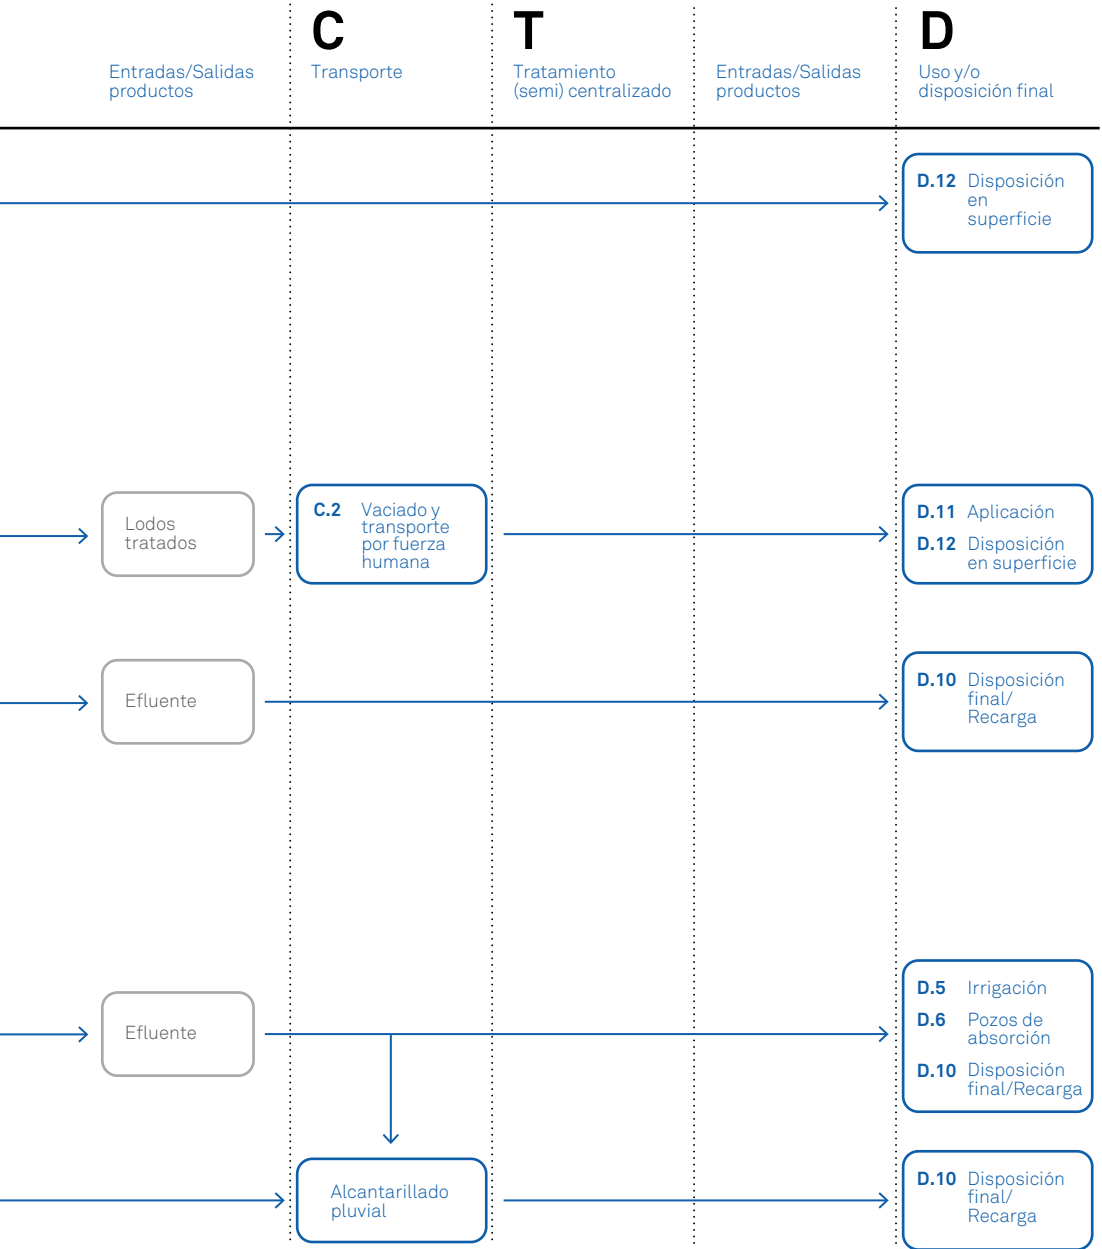 C
T
D
Entradas/Salidas
productos
Transporte
Tratamiento
(semi) centralizado
Entradas/Salidas
productos
Uso y/o
disposición final
D.12 Disposición
en
superficie
Lodos
tratados
C.2 Vaciado y
transporte
por fuerza
humana
D.11 Aplicación
D.12 Disposición
en superficie
Efluente
D.10 Disposición
final/
Recarga
Efluente
D.5 Irrigación
D.6 Pozos de
absorción
D.10 Disposición
final/Recarga
Alcantarillado
pluvial
D.10 Disposición
final/
Recarga